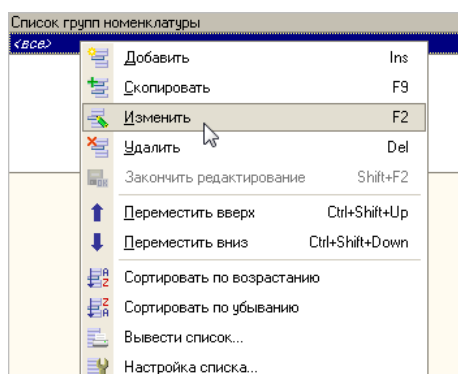 Список групп номенклатуры
<все>
Добавить Ins
Скопировать F9
Изменить F2
Удалить Del
Закончить редактирование Shift+F2
Переместить вверх Ctrl+Shift+Up
Переместить вниз Ctrl+Shift+Down
Сортировать по возрастанию
Сортировать по убыванию
Вывести список...
Настройка списка...